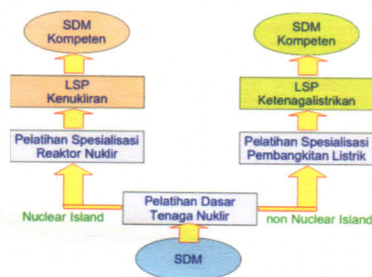 SDM
Kompeten
SDM
Kompeten
LSP
Kenukliran
LSP
Ketenagalistrikan
Pelatihan Spesialisasi
Reaktor Nuklir
Pelatihan Spesialisasi
Pembangkitan Listrik
Nuclear Island
Pelatihan Dasar
Tenaga Nuklir
non Nuclear Island
SDM